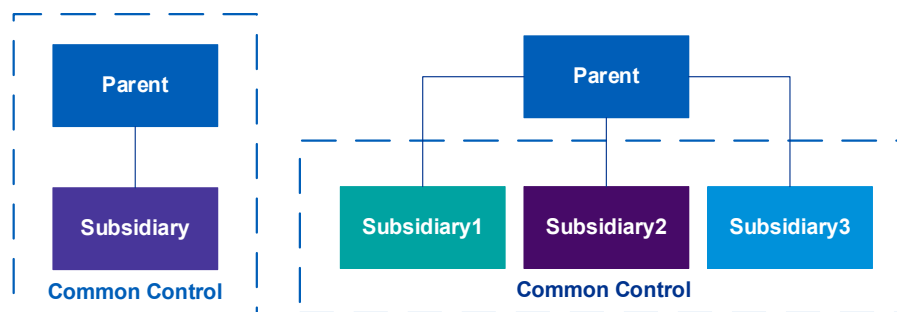 Parent
Subsidiary
Common Control
Parent
Subsidiary1
Subsidiary2
Subsidiary3
Common Control